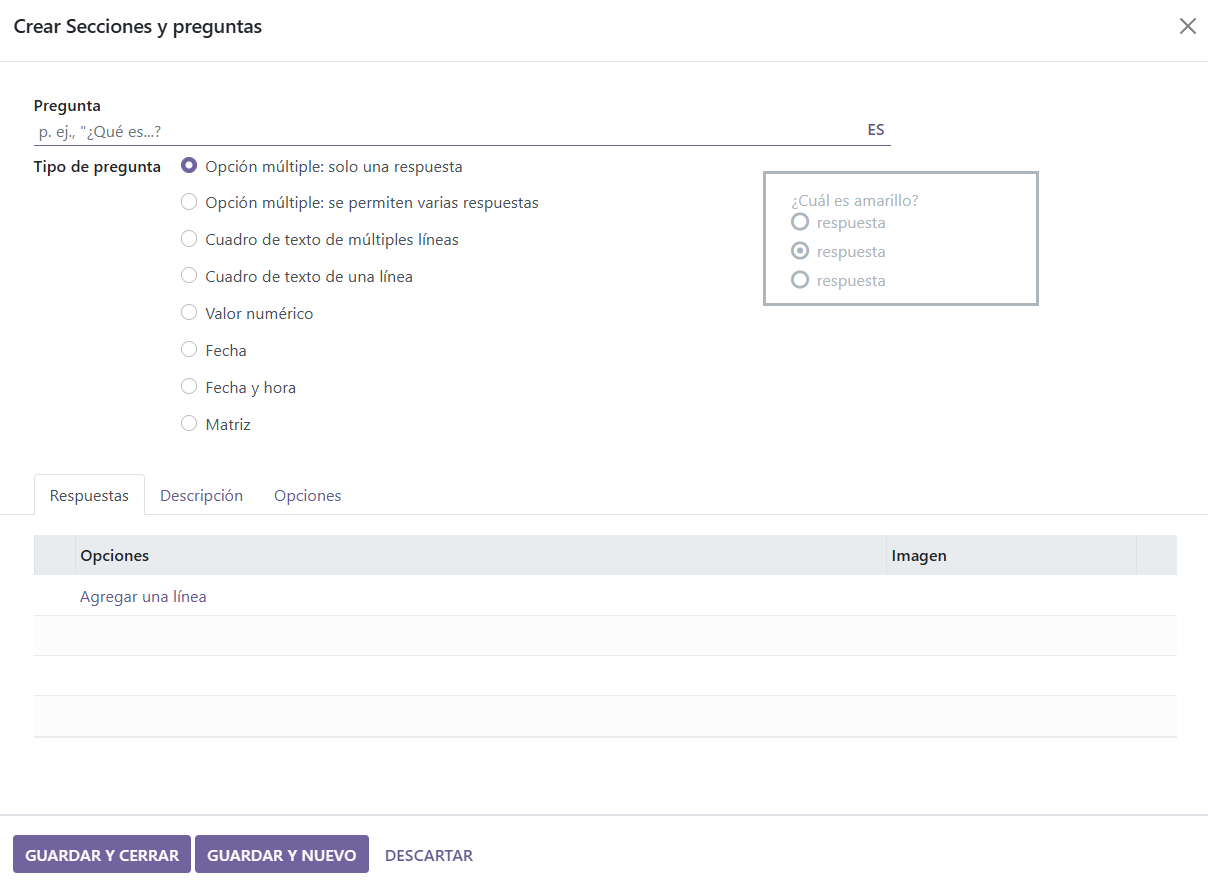 Crear Secciones y preguntas
Pregunta
p. ej., "¿Qué es...?
ES
Tipo de pregunta
Opción múltiple: solo una respuesta
Opción múltiple: se permiten varias respuestas
Cuadro de texto de múltiples líneas
Cuadro de texto de una línea
Valor numérico
Fecha
Fecha y hora
Matriz
¿Cuál es amarillo?
respuesta
respuesta
respuesta
Respuestas Descripción Opciones
Opciones Imagen
Agregar una línea
GUARDAR Y CERRAR GUARDAR Y NUEVO DESCARTAR